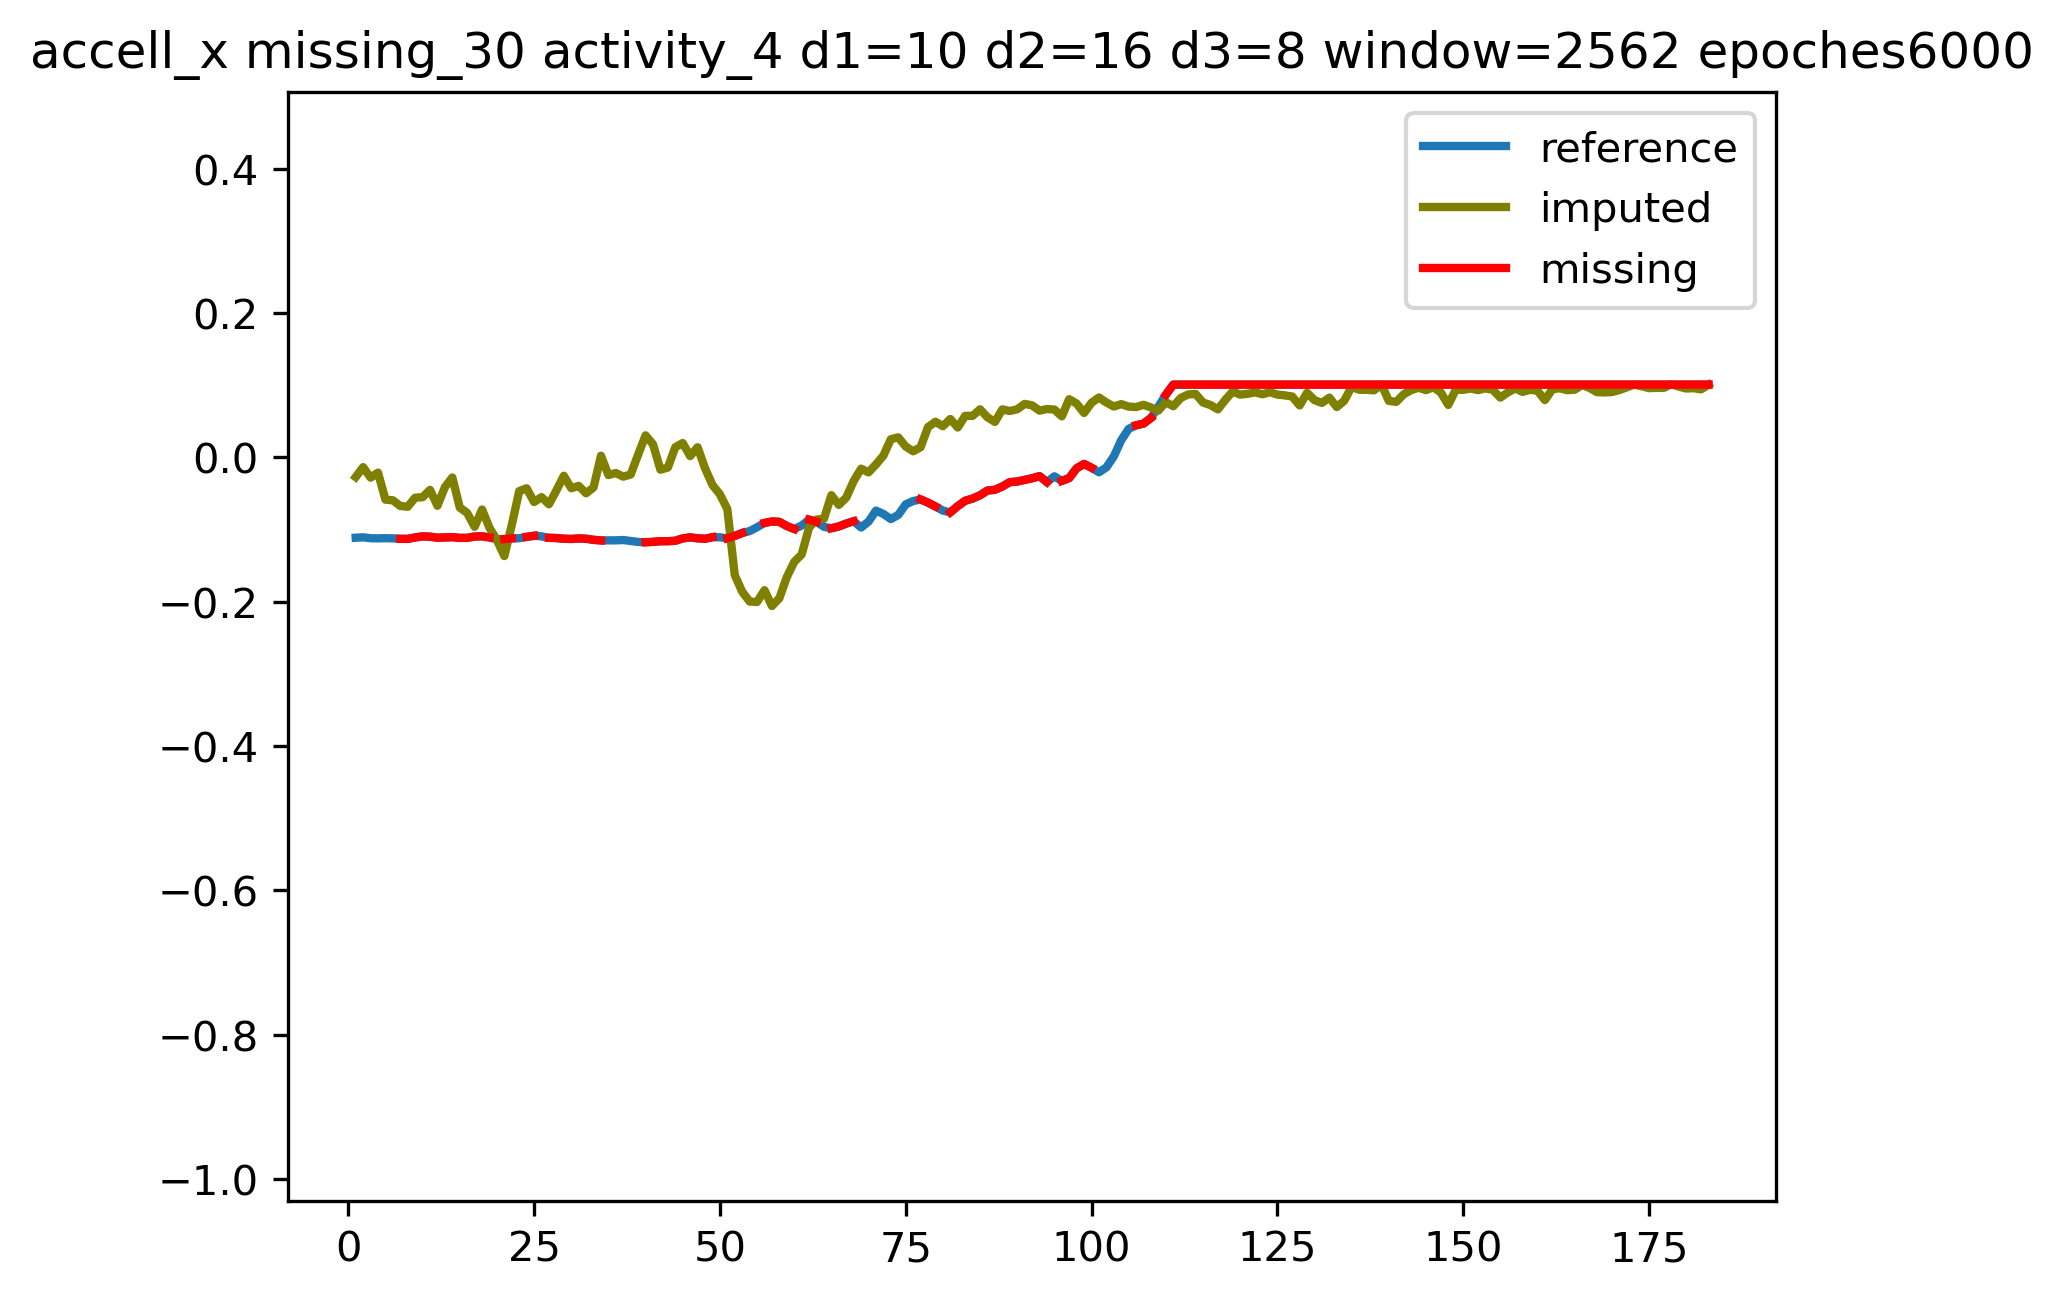 accell_x missing_30 activity_4 d1=10 d2=16 d3=8 window=2562 epoches6000
reference
imputed
missing
0.4
0.2
0.0
−0.2
−0.4
−0.6
−0.8
−1.0
0 25 50 75 100 125 150 175